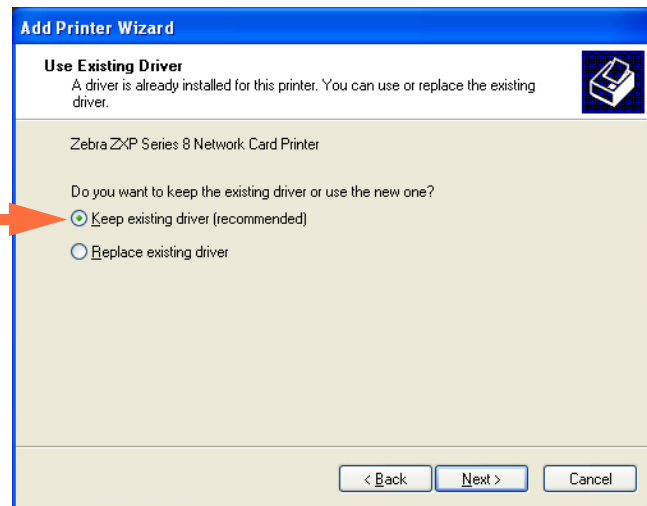 Add Printer Wizard
Use Existing Driver
A driver is already installed for this printer. You can use or replace the existing
driver.
Zebra ZXP Series 8 Network Card Printer
Do you want to keep the existing driver or use the new one?
Keep existing driver (recommended)
Replace existing driver
< Back Next > Cancel